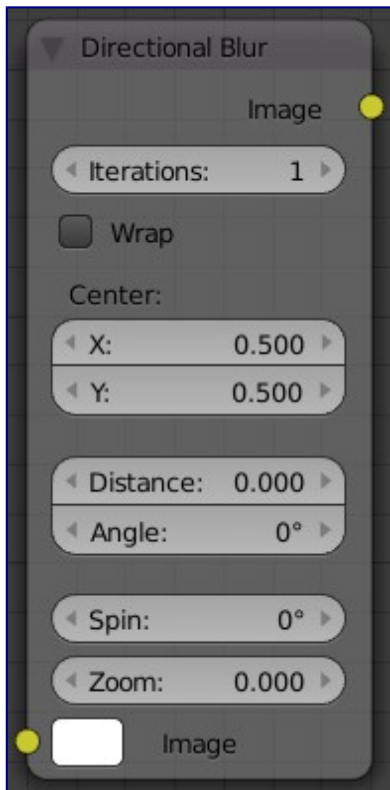 Directional Blur
Image
Iterations: 1
Wrap
Center:
X: 0.500
Y: 0.500
Distance: 0.000
Angle: 0°
Spin: 0°
Zoom: 0.000
Image